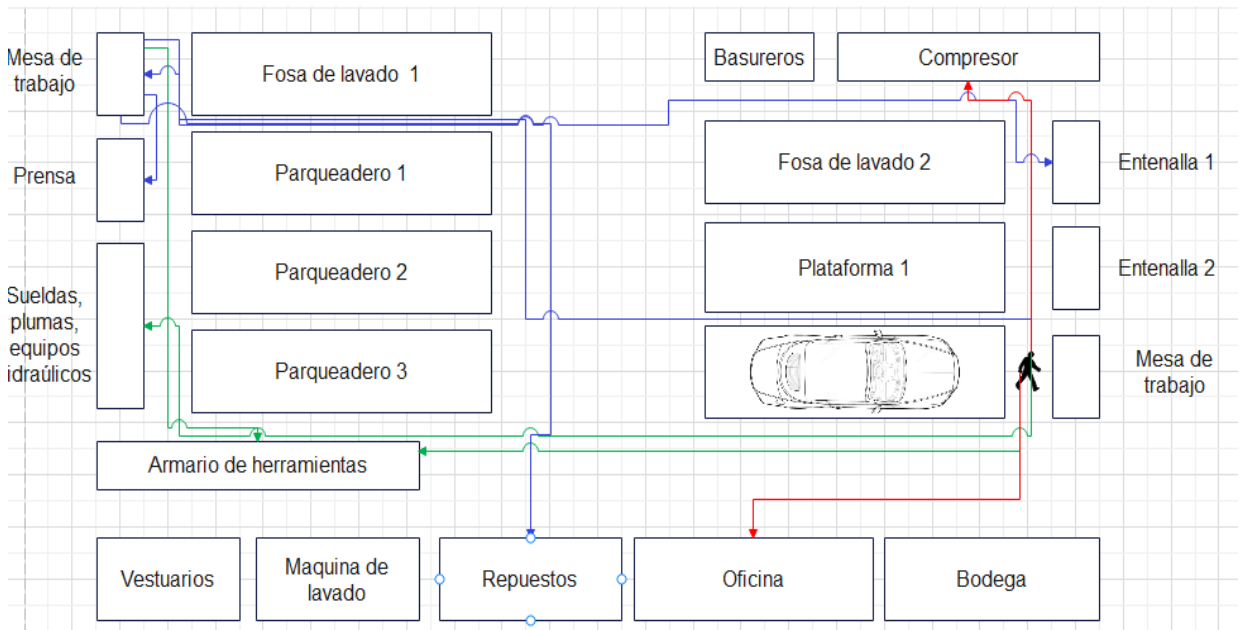 Mesa de
trabajo
Fosa de lavado 1
Basureros
Compresor
Prensa
Parqueadero 1
Fosa de lavado 2
Entenalla 1
Parqueadero 2
Plataforma 1
Entenalla 2
Sueldas,
plumas,
equipos
idraúlicos
Parqueadero 3
Mesa de
trabajo
Armario de herramientas
Vestuarios
Maquina de
lavado
Repuestos
Oficina
Bodega